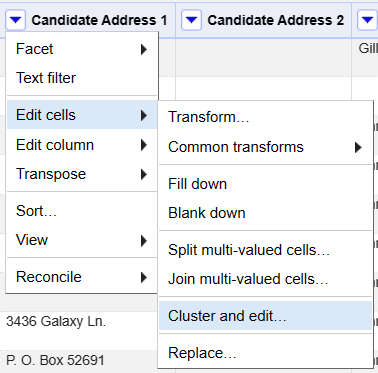 Candidate Address 1
Candidate Address 2
Gill
Facet
Text filter
Edit cells
Edit column
Transpose
Sort...
View
Reconcile
Transform...
Common transforms
Fill down
Blank down
Split multi-valued cells...
Join multi-valued cells...
Cluster and edit...
Replace...
3436 Galaxy Ln.
P. O. Box 52691